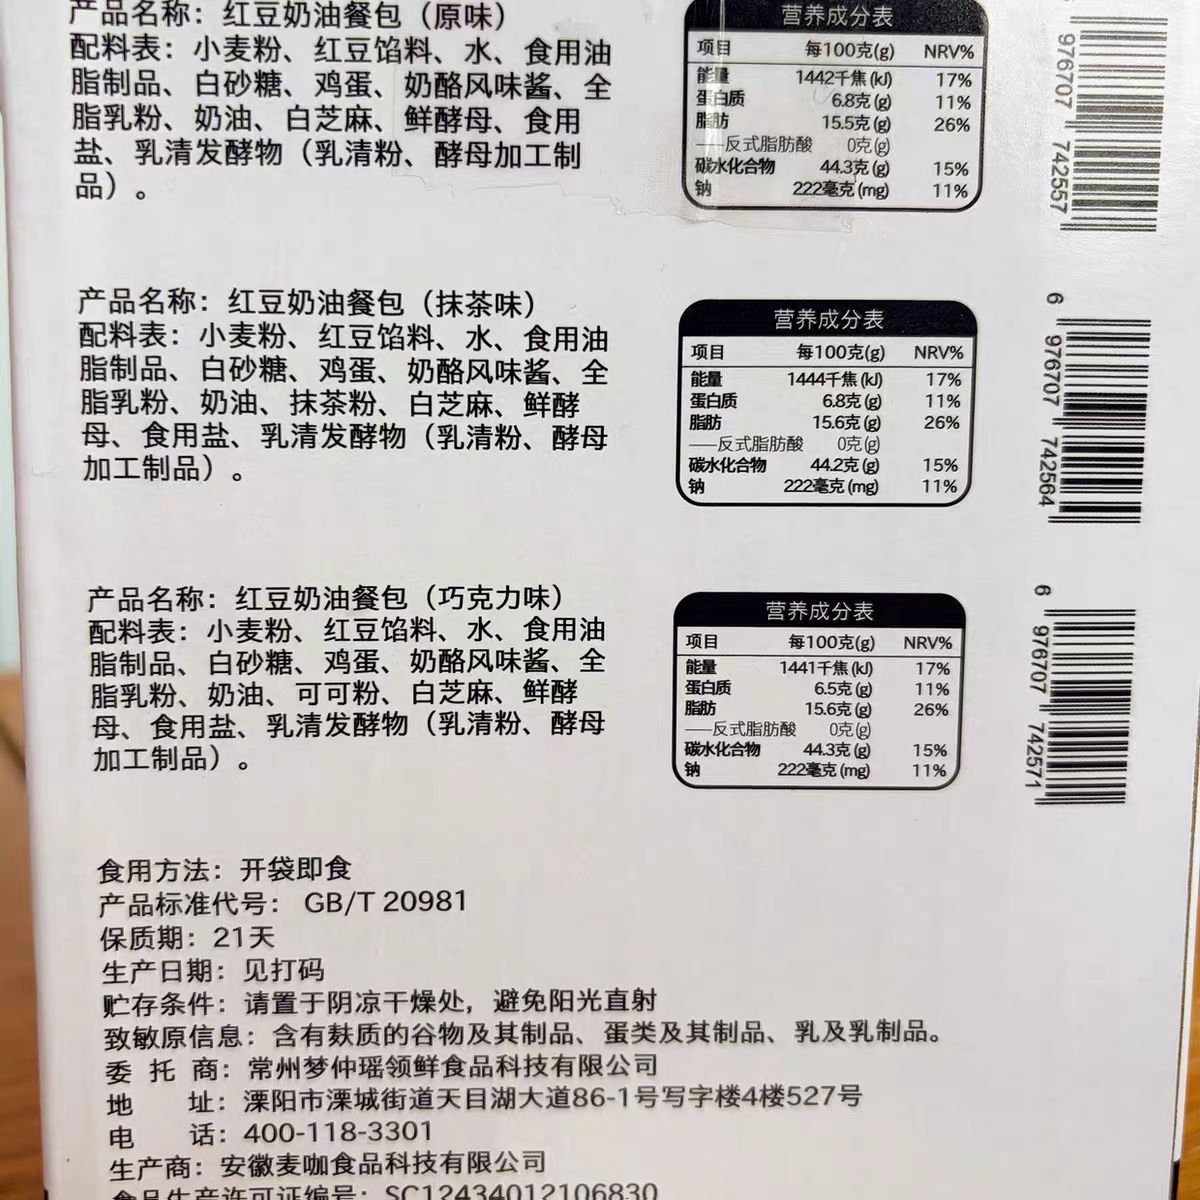 产品名称：红豆奶油餐包（原味）
配料表：小麦粉、红豆馅料、水、食用油
脂制品、白砂糖、鸡蛋、奶酪风味酱、全
脂乳粉、奶油、白芝麻、鲜酵母、食用
盐、乳清发酵物（乳清粉、酵母加工制
品）。
营养成分表
项目 每100克(g) NRV%
能量 1442千焦 (kJ) 17%
蛋白质 6.8克 (g) 11%
脂肪 15.5克 (g) 26%
——反式脂肪酸 0克 (g)
碳水化合物 44.3克 (g) 15%
钠 222毫克 (mg) 11%
976707 742557
产品名称：红豆奶油餐包（抹茶味）
配料表：小麦粉、红豆馅料、水、食用油
脂制品、白砂糖、鸡蛋、奶酪风味酱、全
脂乳粉、奶油、抹茶粉、白芝麻、鲜酵
母、食用盐、乳清发酵物（乳清粉、酵母
加工制品）。
营养成分表
项目 每100克(g) NRV%
能量 1444千焦 (kJ) 17%
蛋白质 6.8克 (g) 11%
脂肪 15.6克 (g) 26%
——反式脂肪酸 0克 (g)
碳水化合物 44.2克 (g) 15%
钠 222毫克 (mg) 11%
6 976707 742564
产品名称：红豆奶油餐包（巧克力味）
配料表：小麦粉、红豆馅料、水、食用油
脂制品、白砂糖、鸡蛋、奶酪风味酱、全
脂乳粉、奶油、可可粉、白芝麻、鲜酵
母、食用盐、乳清发酵物（乳清粉、酵母
加工制品）。
营养成分表
项目 每100克(g) NRV%
能量 1441千焦 (kJ) 17%
蛋白质 6.5克 (g) 11%
脂肪 15.6克 (g) 26%
——反式脂肪酸 0克 (g)
碳水化合物 44.3克 (g) 15%
钠 222毫克 (mg) 11%
6 976707 742571
食用方法：开袋即食
产品标准代号：GB/T 20981
保质期：21天
生产日期：见打码
贮存条件：请置于阴凉干燥处，避免阳光直射
致敏原信息：含有麸质的谷物及其制品、蛋类及其制品、乳及乳制品。
委托商：常州梦仲瑶领鲜食品科技有限公司
地址：溧阳市溧城街道天目湖大道86-1号写字楼4楼527号
电话：400-118-3301
生产商：安徽麦咖食品科技有限公司
食品生产许可证编号：SC12434012106830